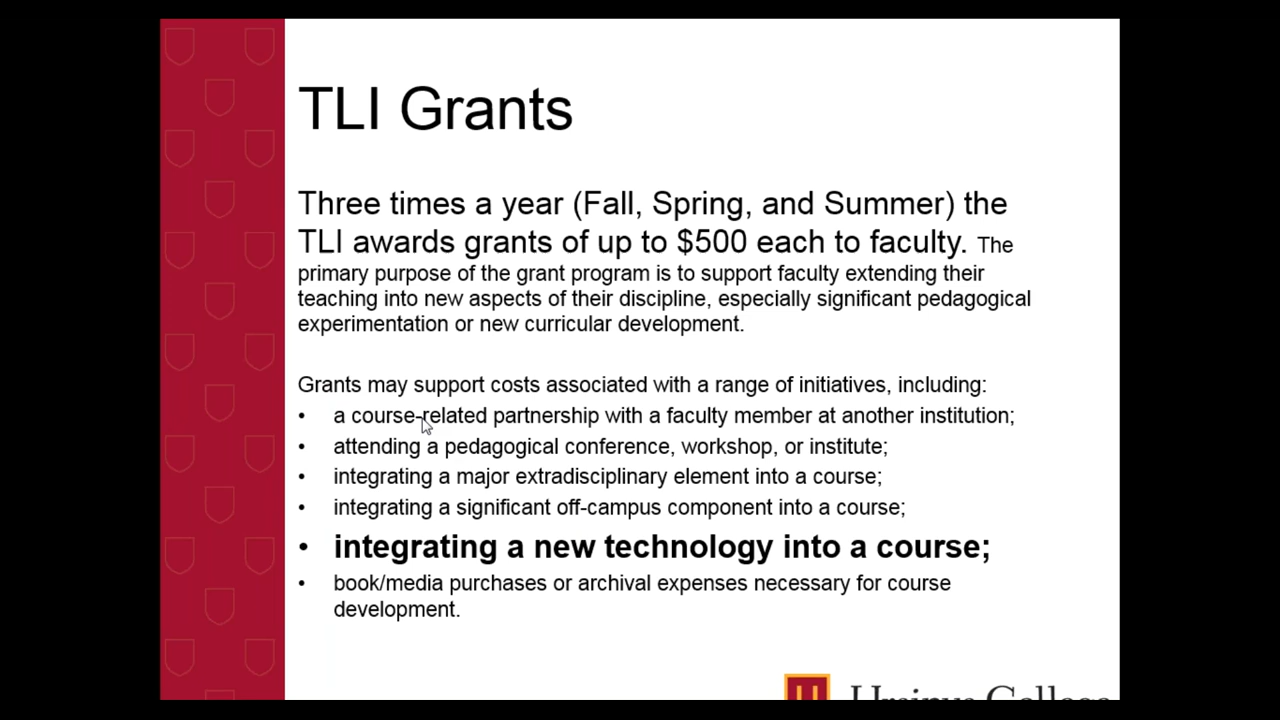 TLI Grants
Three times a year (Fall, Spring, and Summer) the
TLI awards grants of up to $500 each to faculty. The
primary purpose of the grant program is to support faculty extending their
teaching into new aspects of their discipline, especially significant pedagogical
experimentation or new curricular development.
Grants may support costs associated with a range of initiatives, including:
• a course-related partnership with a faculty member at another institution;
• attending a pedagogical conference, workshop, or institute;
• integrating a major extradisciplinary element into a course;
• integrating a significant off-campus component into a course;
• integrating a new technology into a course;
• book/media purchases or archival expenses necessary for course
development.
Ursinus College